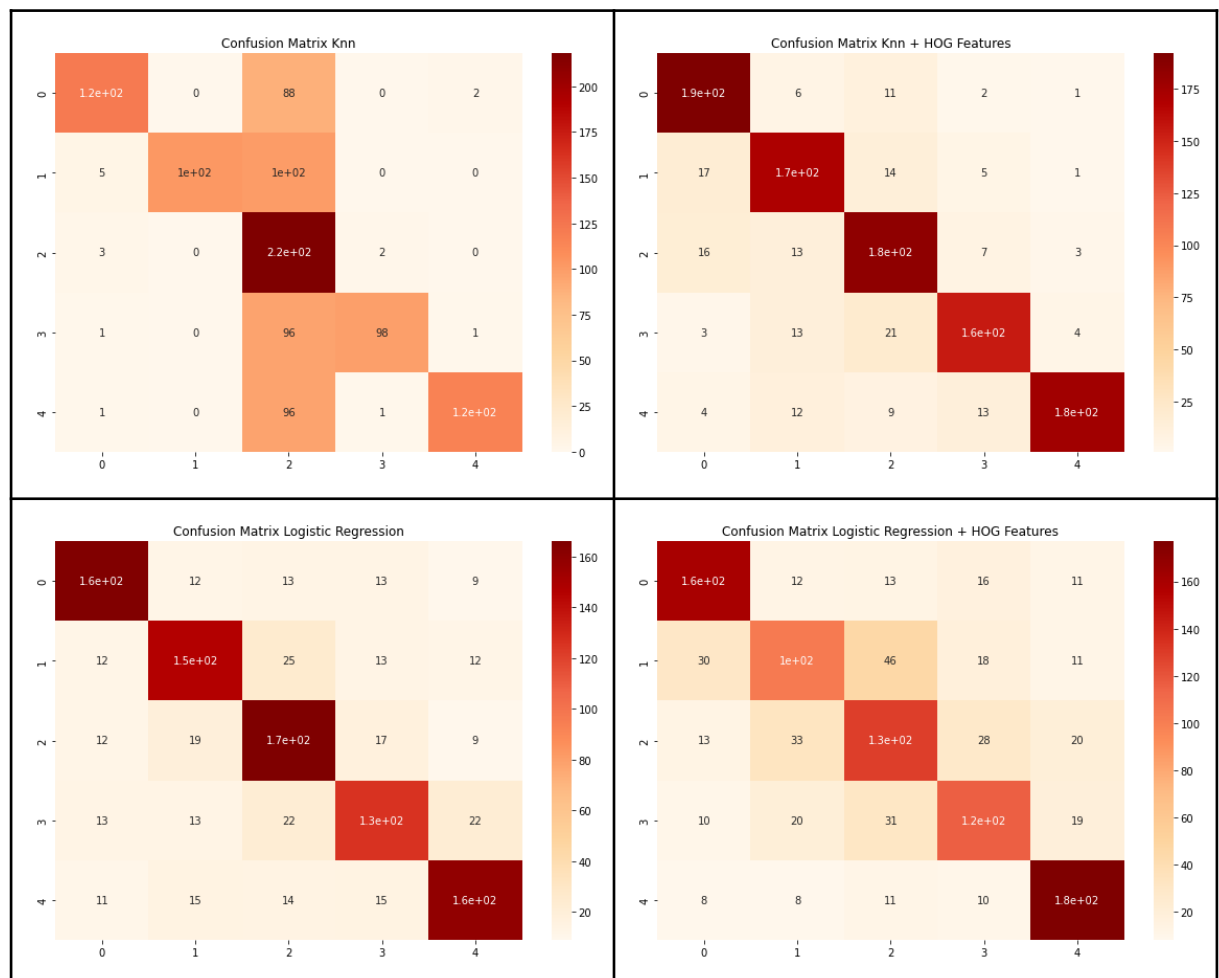 Confusion Matrix Knn
0 1.2e+02 0 88 0 2
1 5 1e+02 1e+02 0 0
2 3 0 2.2e+02 2 0
3 1 0 96 98 1
4 1 0 96 1 1.2e+02
0 1 2 3 4
200
175
150
125
100
75
50
25
0
Confusion Matrix Knn + HOG Features
0 1.9e+02 6 11 2 1
1 17 1.7e+02 14 5 1
2 16 13 1.8e+02 7 3
3 3 13 21 1.6e+02 4
4 4 12 9 13 1.8e+02
0 1 2 3 4
175
150
125
100
75
50
25
Confusion Matrix Logistic Regression
0 1.6e+02 12 13 13 9
1 12 1.5e+02 25 13 12
2 12 19 1.7e+02 17 9
3 13 13 22 1.3e+02 22
4 11 15 14 15 1.6e+02
0 1 2 3 4
160
140
120
100
80
60
40
20
Confusion Matrix Logistic Regression + HOG Features
0 1.6e+02 12 13 16 11
1 30 1e+02 46 18 11
2 13 33 1.3e+02 28 20
3 10 20 31 1.2e+02 19
4 8 8 11 10 1.8e+02
0 1 2 3 4
160
140
120
100
80
60
40
20